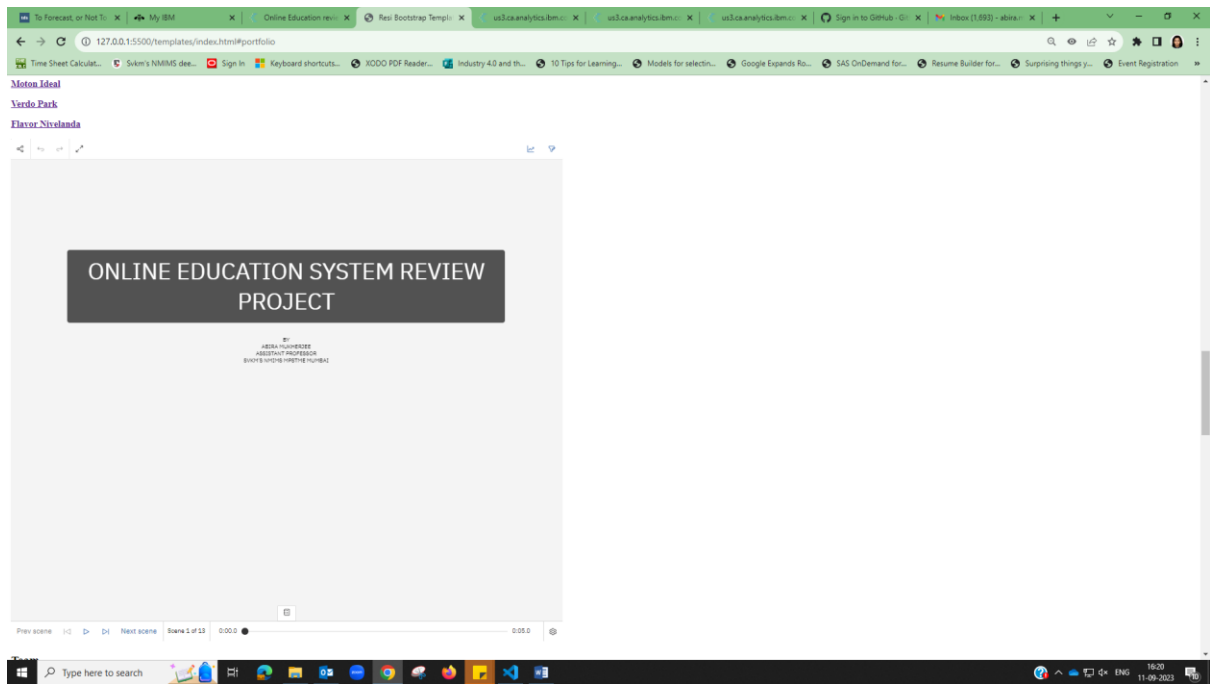 To Forecast, or Not To
My IBM
Online Education revie
Resi Bootstrap Templa
us3.ca.analytics.ibm.c
us3.ca.analytics.ibm.c
us3.ca.analytics.ibm.c
Sign in to GitHub · Git
Inbox (1,693) - abira.m
127.0.0.1:5500/templates/index.html#portfolio
Time Sheet Calculat...
Svkm's NMIMS dee...
Sign In
Keyboard shortcuts...
XODO PDF Reader...
Industry 4.0 and th...
10 Tips for Learning...
Models for selectin...
Google Expands Ro...
SAS OnDemand for...
Resume Builder for...
Surprising things y...
Event Registration
Moton Ideal
Verdo Park
Flavor Nivelanda
ONLINE EDUCATION SYSTEM REVIEW
PROJECT
BY
ABIRA MUKHERJEE
ASSISTANT PROFESSOR
SVKM'S NMIMS MPSTME MUMBAI
Prev scene
Next scene
Scene 1 of 13
0:00.0
0:05.0
Team
Type here to search
ENG
16:20
11-09-2023